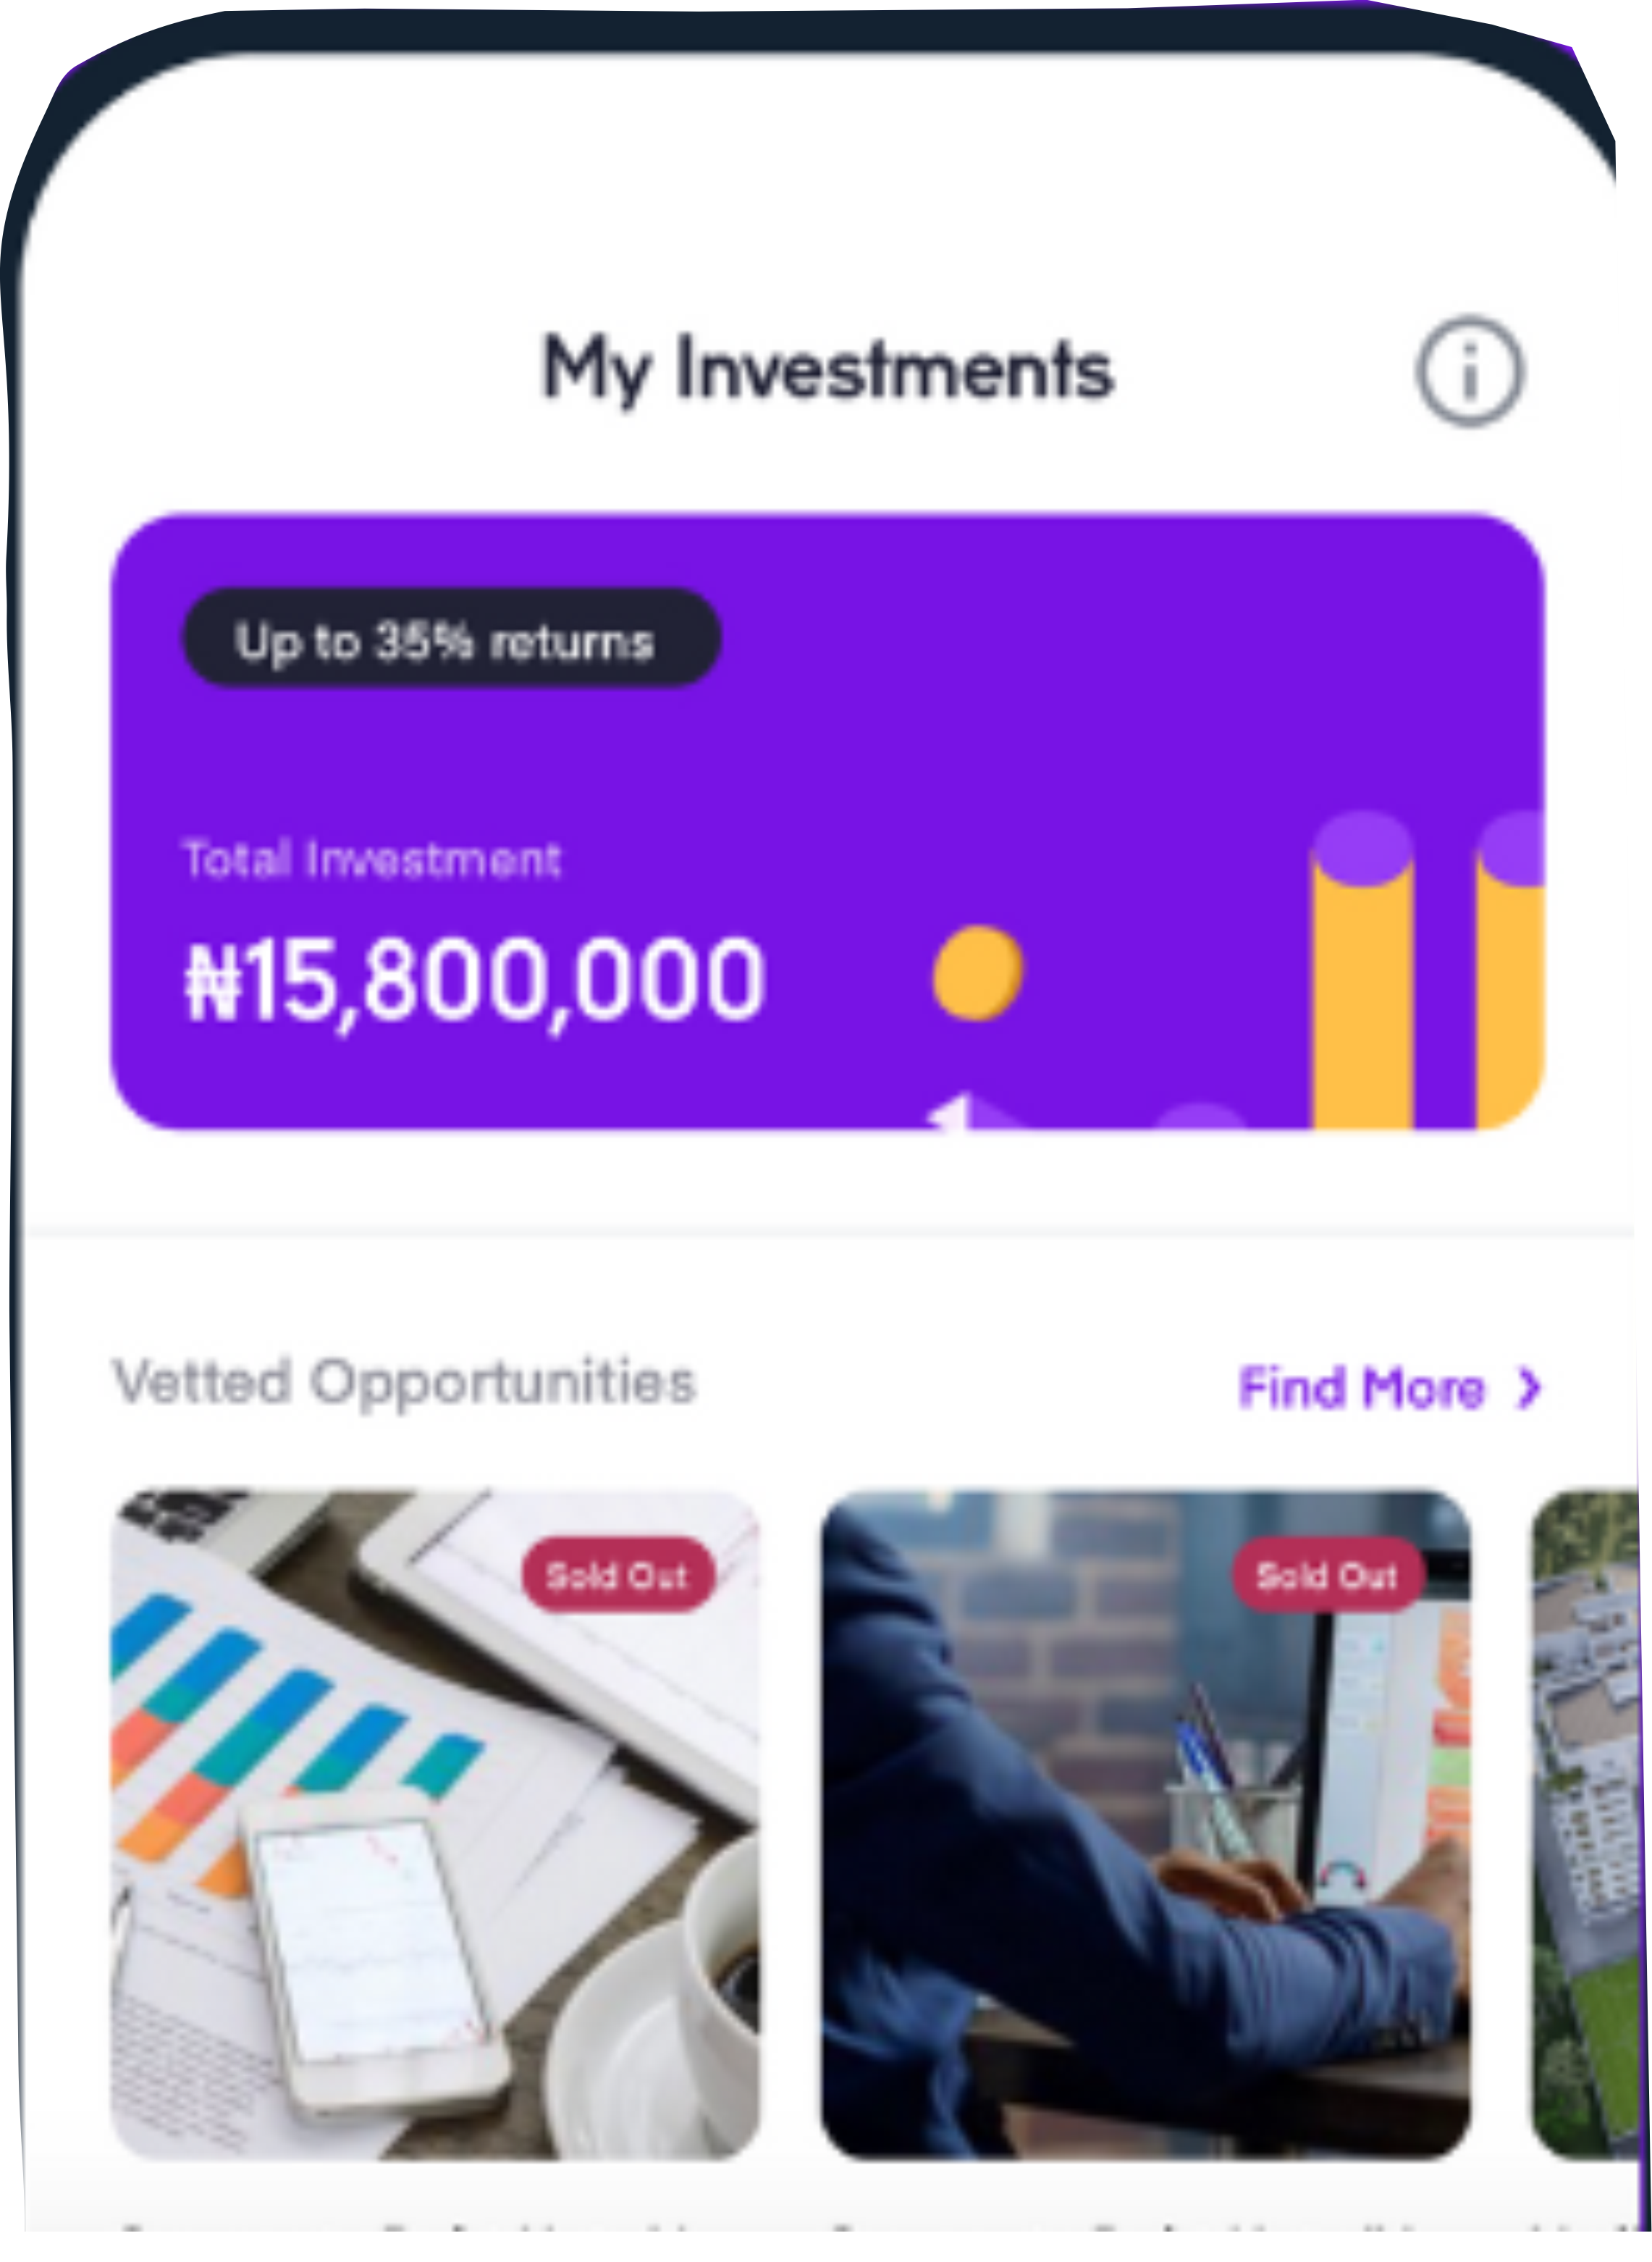 My Investments
Up to 35% returns
Total Investment
₦15,800,000
Vetted Opportunities
Find More
Sold Out
Sold Out